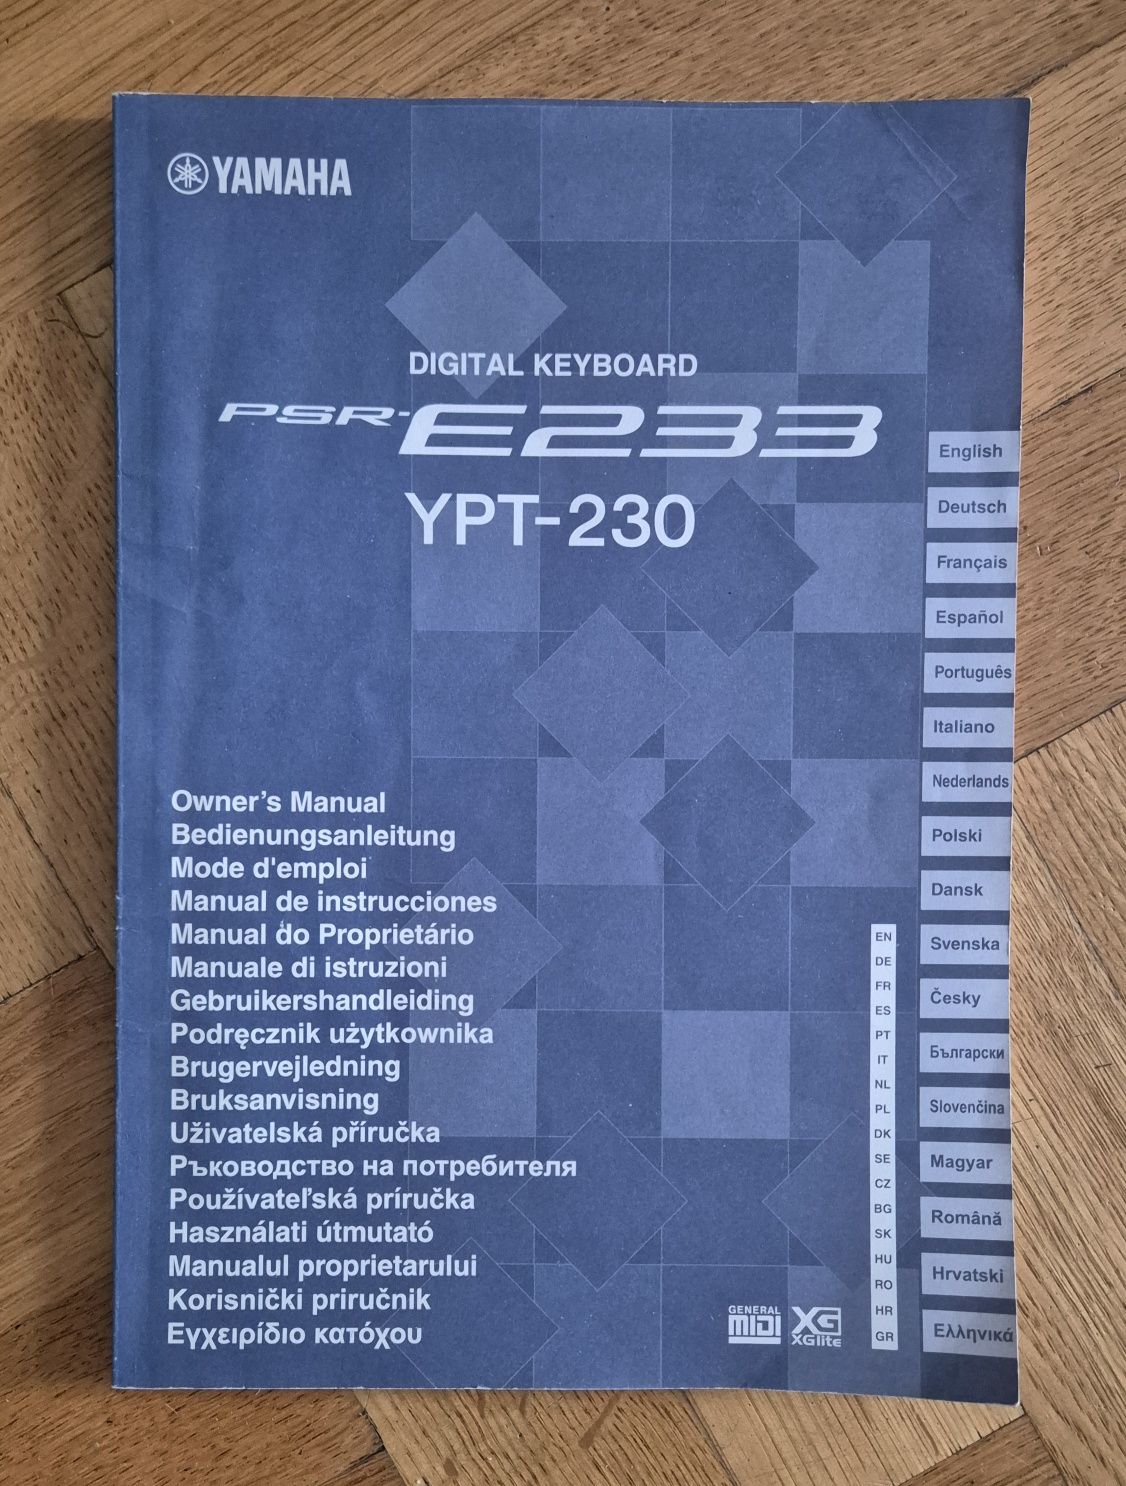 YAMAHA
DIGITAL KEYBOARD
PSR-E233
YPT-230
Owner's Manual
Bedienungsanleitung
Mode d'emploi
Manual de instrucciones
Manual do Proprietário
Manuale di istruzioni
Gebruikershandleiding
Podręcznik użytkownika
Brugervejledning
Bruksanvisning
Uživatelská příručka
Ръководство на потребителя
Používateľská príručka
Használati útmutató
Manualul proprietarului
Korisnički priručnik
Εγχειρίδιο κατόχου
GENERAL
MIDI
XG
XGlite
EN
DE
FR
ES
PT
IT
NL
PL
DK
SE
CZ
BG
SK
HU
RO
HR
GR
English
Deutsch
Français
Español
Português
Italiano
Nederlands
Polski
Dansk
Svenska
Česky
Български
Slovenčina
Magyar
Română
Hrvatski
Ελληνικά